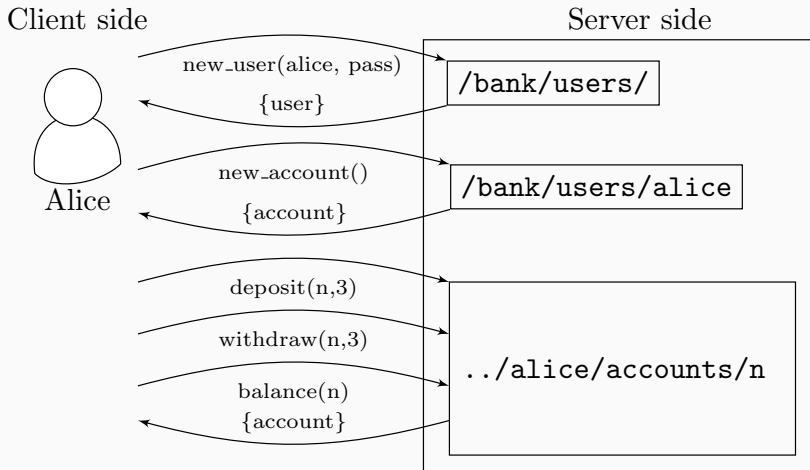 Client side
Server side
new_user(alice, pass)
/bank/users/
{user}
new_account()
/bank/users/alice
Alice
{account}
deposit(n,3)
withdraw(n,3)
../alice/accounts/n
balance(n)
{account}